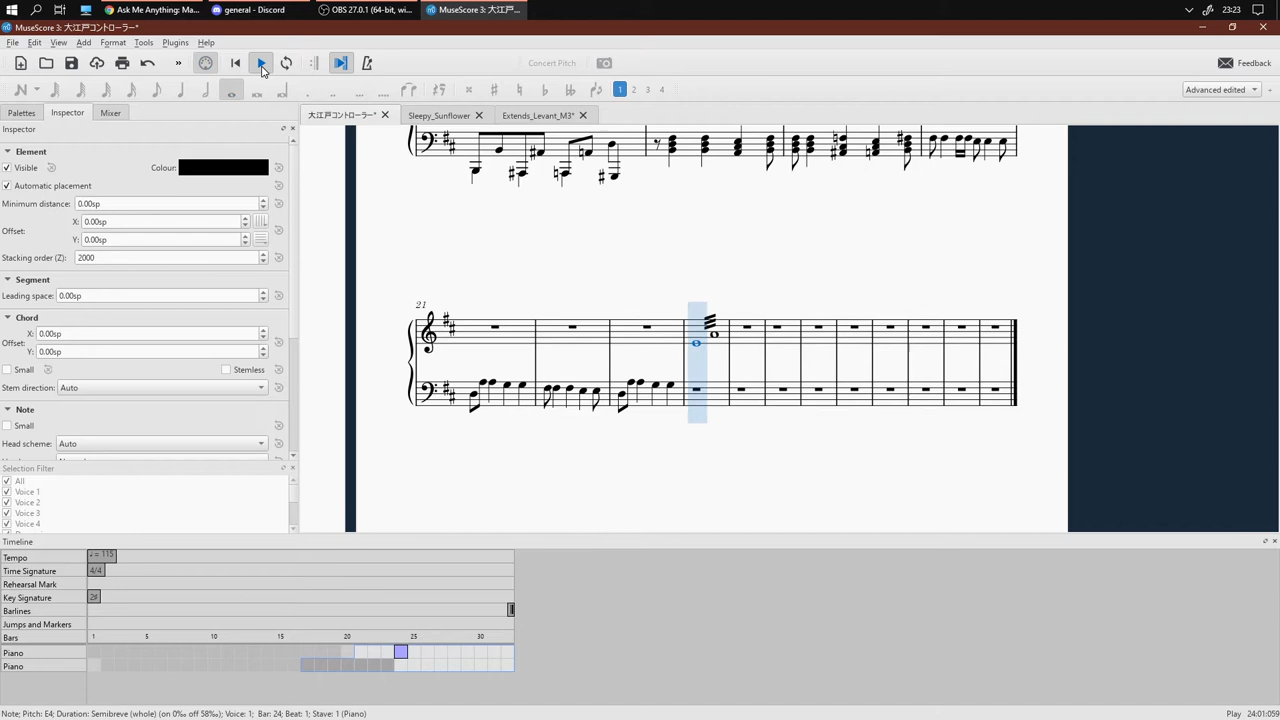 Ask Me Anything: Ma...
general - Discord
OBS 27.0.1 (64-bit, wi...
MuseScore 3: 大江戸コ...
23:23
MuseScore 3: 大江戸コントローラー*
File Edit View Add Format Tools Plugins Help
Concert Pitch
Feedback
1 2 3 4
Advanced edited
Palettes Inspector Mixer
大江戸コントローラー* Sleepy_Sunflower Extends_Levant_M3*
Inspector
Element
Visible Colour:
Automatic placement
Minimum distance: 0.00sp
Offset: X: 0.00sp
Y: 0.00sp
Stacking order (Z): 2000
Segment
Leading space: 0.00sp
Chord
Offset: X: 0.00sp
Y: 0.00sp
Small Stemless
Stem direction: Auto
Note
Small
Head scheme: Auto
21
Selection Filter
All
Voice 1
Voice 2
Voice 3
Voice 4
Timeline
Tempo ♩ = 115
Time Signature 4/4
Rehearsal Mark
Key Signature 2♯
Barlines
Jumps and Markers
Bars 1 5 10 15 20 25 30
Piano
Piano
Note; Pitch: E4; Duration: Semibreve (whole) (on 0‰ off 58‰); Voice: 1; Bar: 24; Beat: 1; Stave: 1 (Piano)
Play 24:01:059